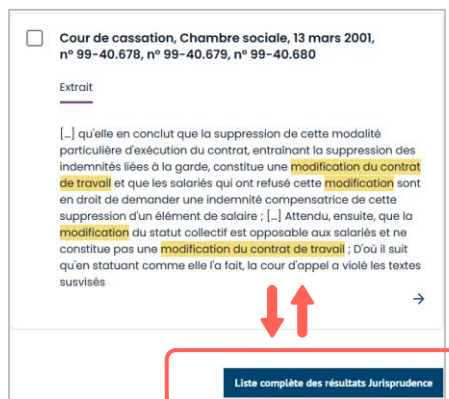 Cour de cassation, Chambre sociale, 13 mars 2001,
n° 99-40.678, n° 99-40.679, n° 99-40.680
Extrait
[…] qu'elle en conclut que la suppression de cette modalité
particulière d'exécution du contrat, entraînant la suppression des
indemnités liées à la garde, constitue une modification du contrat
de travail et que les salariés qui ont refusé cette modification sont
en droit de demander une indemnité compensatrice de cette
suppression d'un élément de salaire ; […] Attendu, ensuite, que la
modification du statut collectif est opposable aux salariés et ne
constitue pas une modification du contrat de travail ; D'où il suit
qu'en statuant comme elle l'a fait, la cour d'appel a violé les textes
susvisés
Liste complète des résultats Jurisprudence